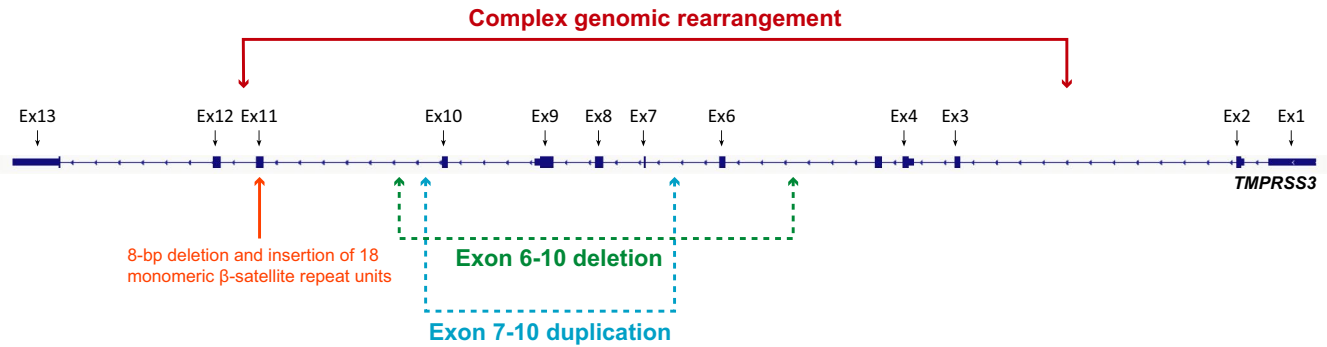 Complex genomic rearrangement
Ex13 Ex12 Ex11 Ex10 Ex9 Ex8 Ex7 Ex6 Ex4 Ex3 Ex2 Ex1
TMPRSS3
8-bp deletion and insertion of 18
monomeric β-satellite repeat units
Exon 6-10 deletion
Exon 7-10 duplication